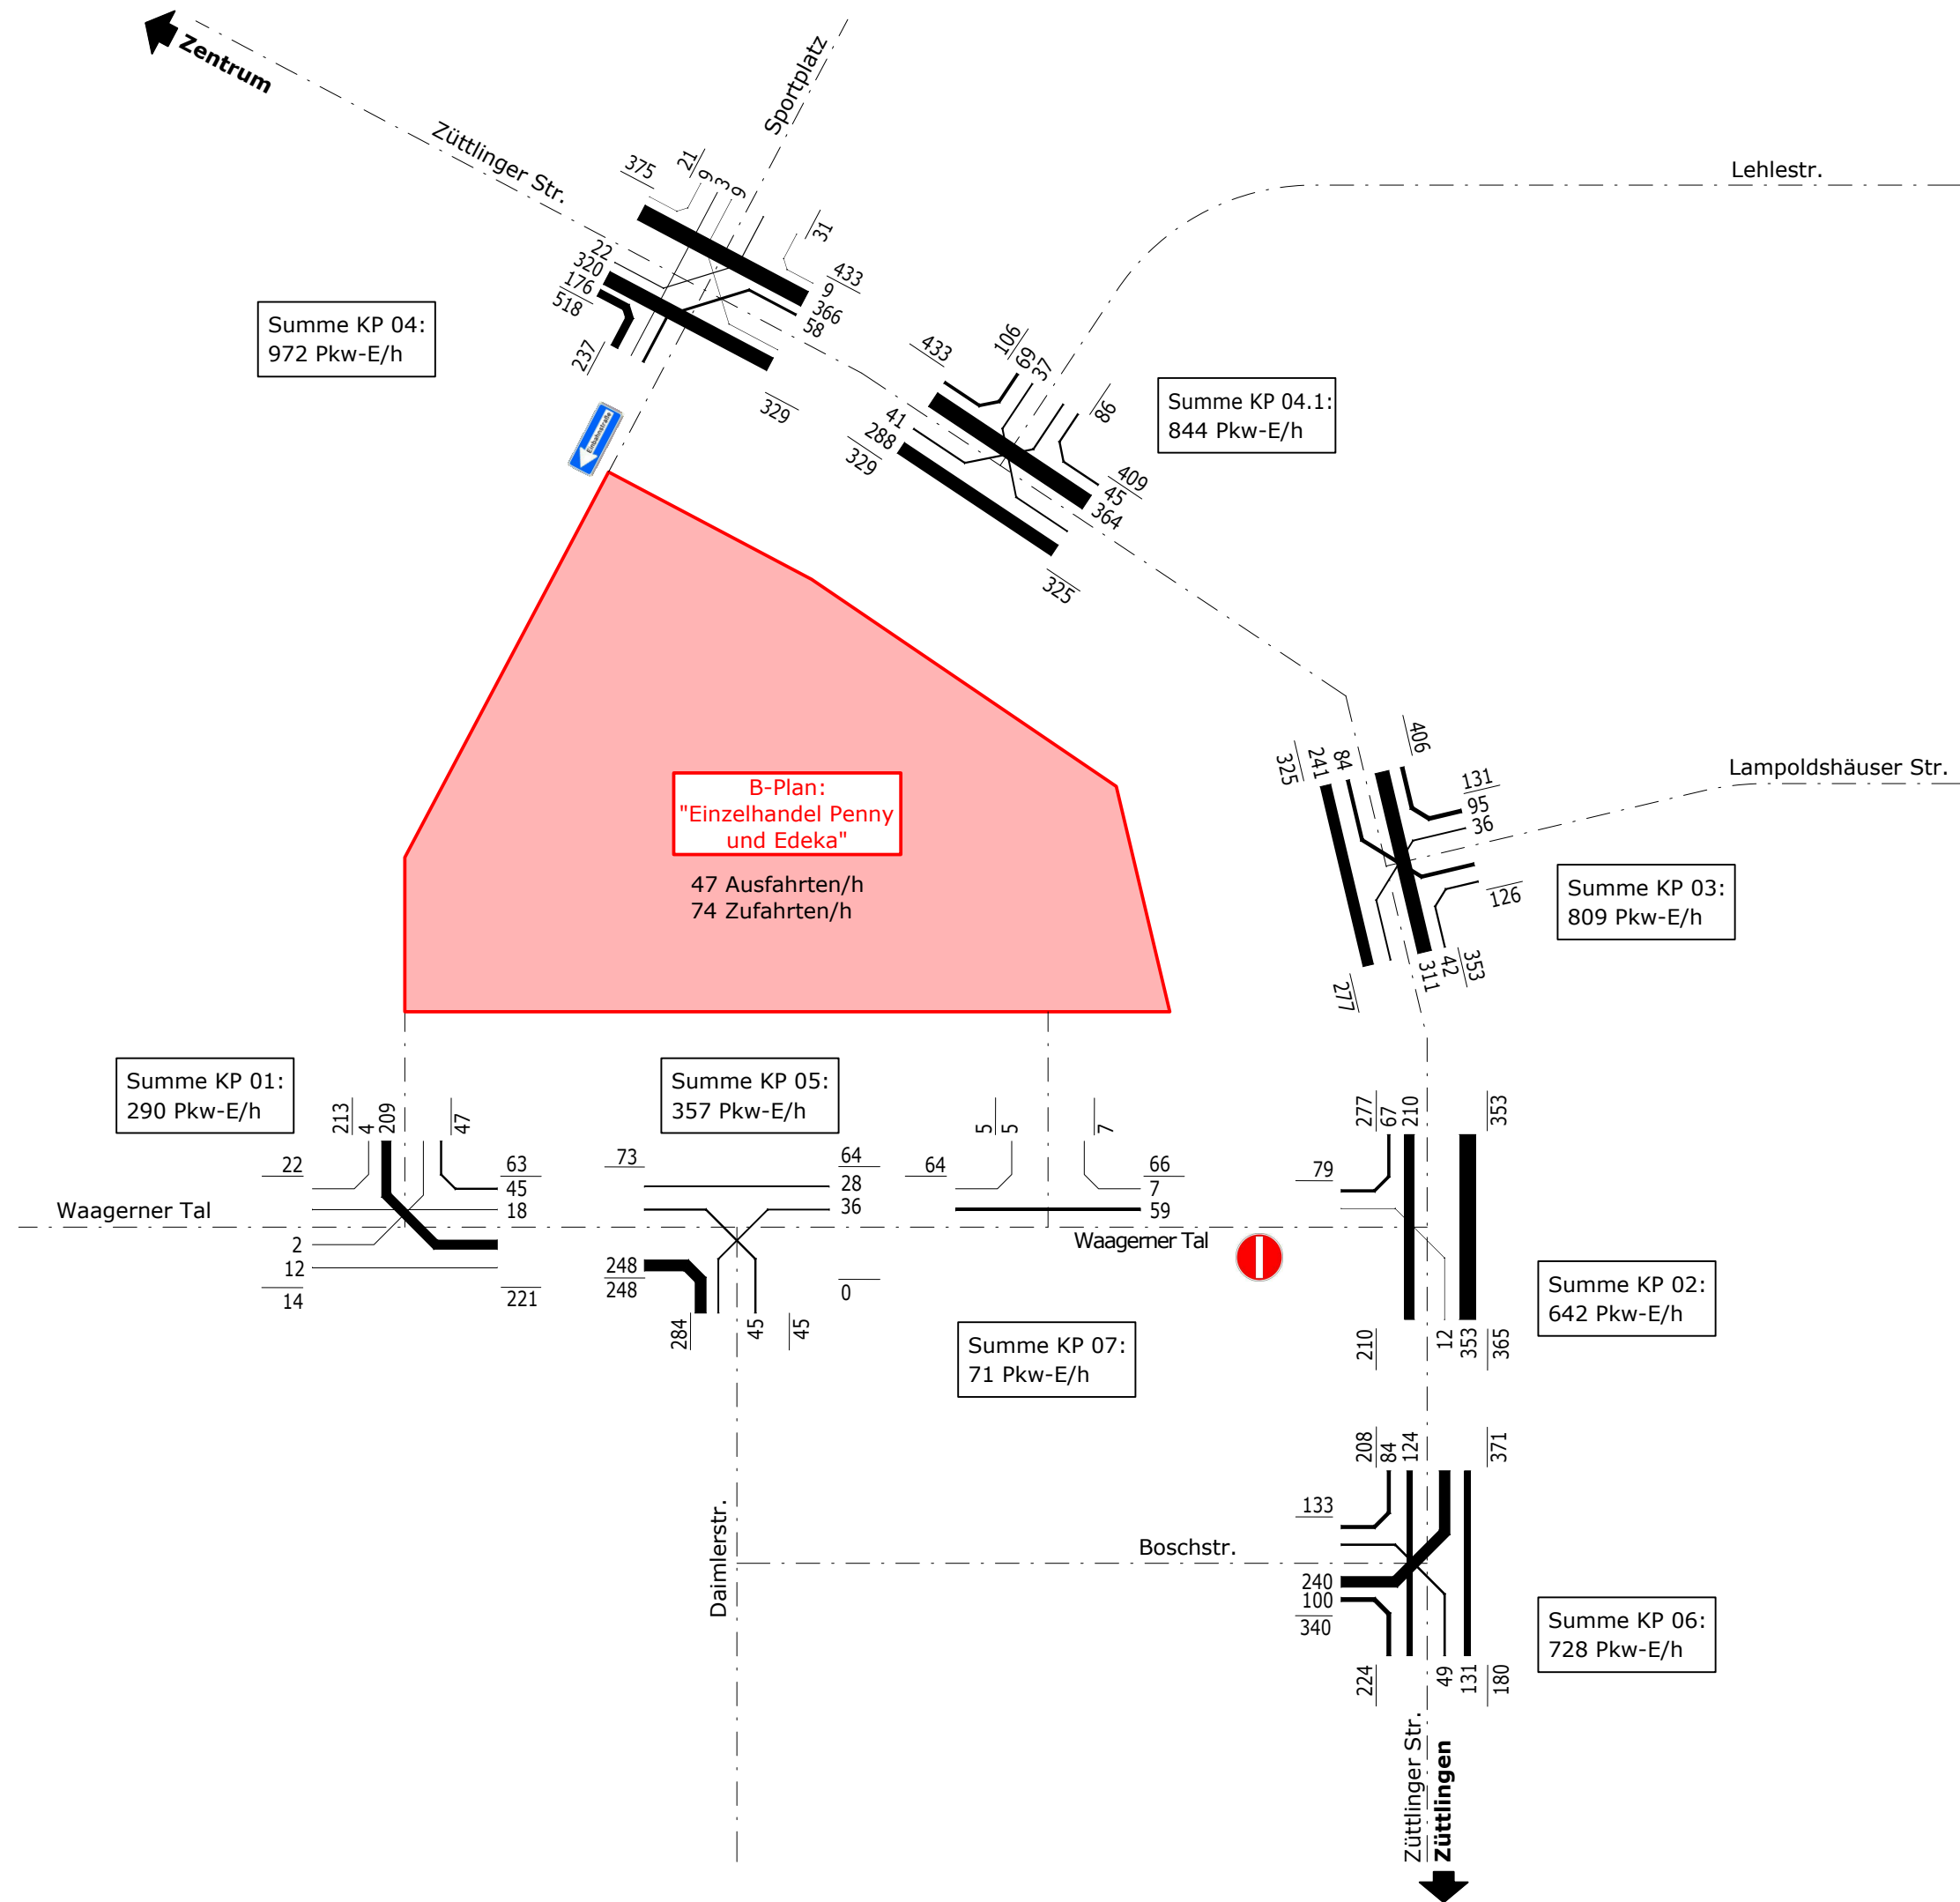 Zentrum
Züttlinger Str.
Sportplatz
Lehlestr.
375
21
9
3
9
31
22
320
176
518
433
9
366
58
237
329
Einbahnstraße
Summe KP 04:
972 Pkw-E/h
433
106
69
37
86
41
288
329
409
45
364
325
Summe KP 04.1:
844 Pkw-E/h
Lampoldshäuser Str.
325
241
84
406
131
95
36
126
277
311
42
353
Summe KP 03:
809 Pkw-E/h
B-Plan:
"Einzelhandel Penny
und Edeka"
47 Ausfahrten/h
74 Zufahrten/h
Summe KP 01:
290 Pkw-E/h
213
4
209
47
22
63
45
18
Waagerner Tal
2
12
14
221
Summe KP 05:
357 Pkw-E/h
73
64
28
36
248
248
0
284
45
45
5
5
7
64
66
7
59
Waagerner Tal
Summe KP 07:
71 Pkw-E/h
277
67
210
353
79
210
12
353
365
Summe KP 02:
642 Pkw-E/h
208
84
124
371
133
Boschstr.
240
100
340
224
49
131
180
Summe KP 06:
728 Pkw-E/h
Daimlerstr.
Züttlinger Str.
Züttlingen